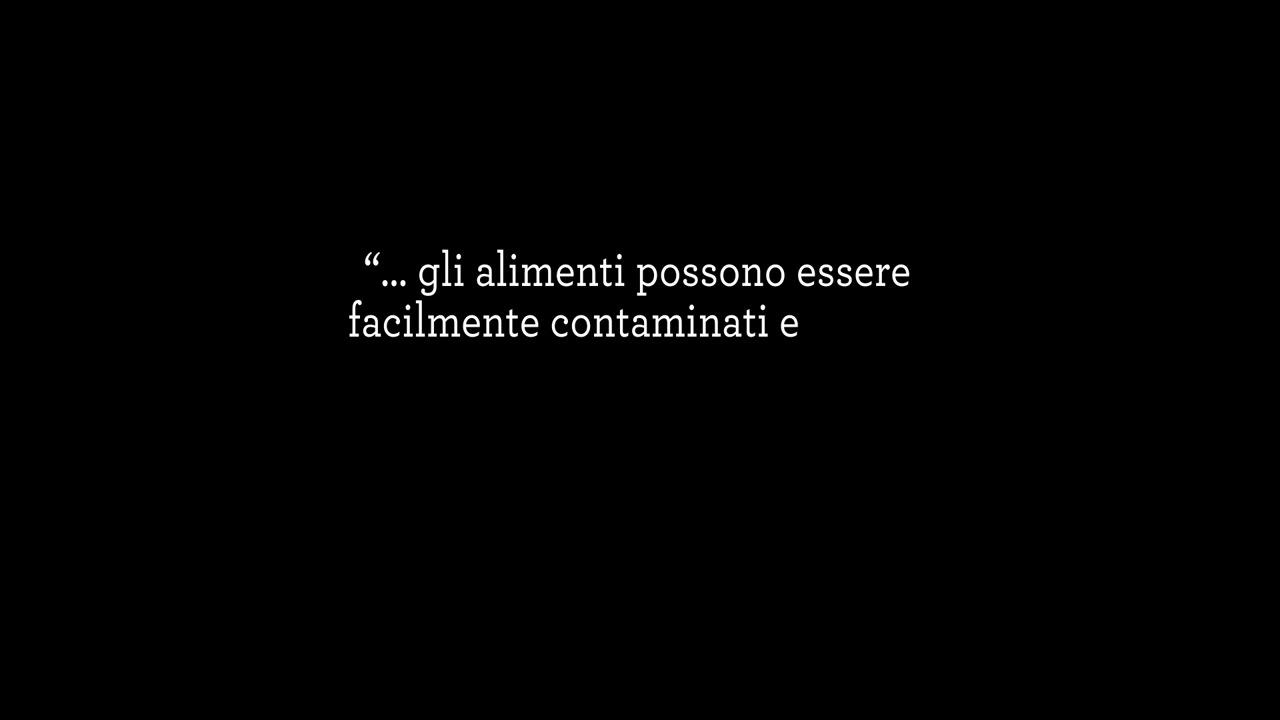 “... gli alimenti possono essere
facilmente contaminati e